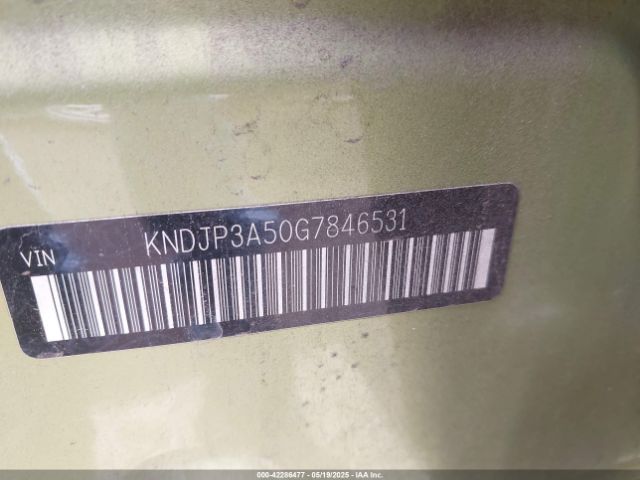 VIN KNDJP3A50G7846531
000-42286477 - 05/19/2025 - IAA Inc.